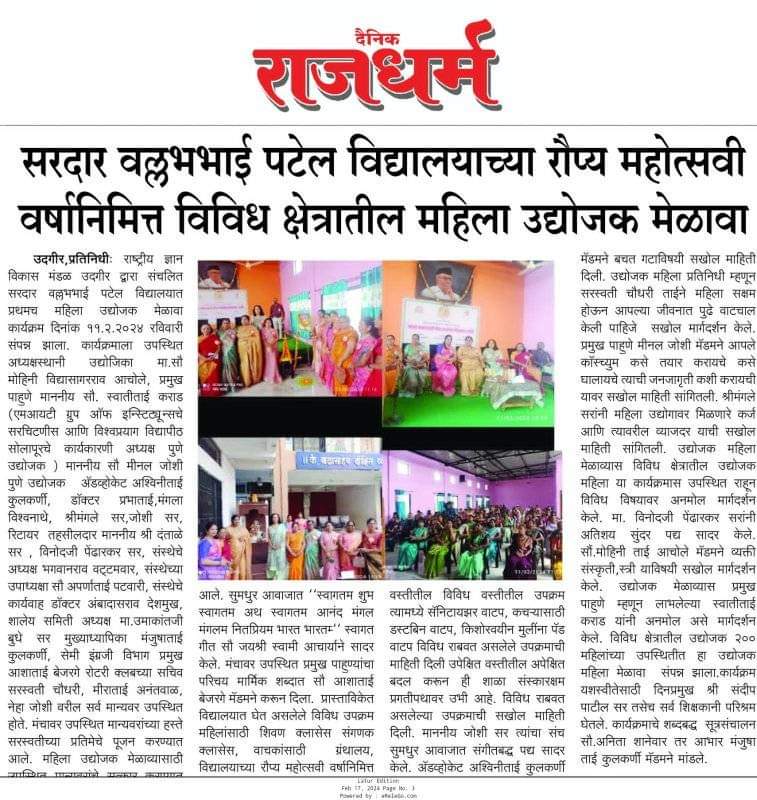 दैनिक
राजधर्म
सरदार वल्लभभाई पटेल विद्यालयाच्या रौप्य महोत्सवी
वर्षानिमित्त विविध क्षेत्रातील महिला उद्योजक मेळावा
उदगीर,प्रतिनिधीः राष्ट्रीय ज्ञान
विकास मंडळ उदगीर द्वारा संचलित
सरदार वल्लभभाई पटेल विद्यालयात
प्रथमच महिला उद्योजक मेळावा
कार्यक्रम दिनांक ११.२.२०२४ रविवारी
संपन्न झाला. कार्यक्रमाला उपस्थित
अध्यक्षस्थानी उद्योजिका मा.सौ
मोहिनी विद्यासागरराव आचोले, प्रमुख
पाहुणे माननीय सौ. स्वातीताई कराड
(एमआयटी ग्रुप ऑफ इन्स्टिट्यूट्सचे
सरचिटणीस आणि विश्वप्रयाग विद्यापीठ
सोलापूरचे कार्यकारणी अध्यक्ष पुणे
उद्योजक ) माननीय सौ मीनल जोशी
पुणे उद्योजक ॲडव्होकेट अश्विनीताई
कुलकर्णी, डॉक्टर प्रभाताई,मंगला
विश्वनाथे, श्रीमंगले सर,जोशी सर,
रिटायर तहसीलदार माननीय श्री दंताळे
सर , विनोदजी पेंढारकर सर, संस्थेचे
अध्यक्ष भगवानराव वट्टमवार, संस्थेच्या
उपाध्यक्षा सौ अपर्णाताई पटवारी, संस्थेचे
कार्यवाह डॉक्टर अंबादासराव देशमुख,
शालेय समिती अध्यक्ष मा.उमाकांतजी
बुधे सर मुख्याध्यापिका मंजुषाताई
कुलकर्णी, सेमी इंग्रजी विभाग प्रमुख
आशाताई बेजरगे रोटरी क्लबच्या सचिव
सरस्वती चौधरी, मीराताई अनंतवाळ,
नेहा जोशी वरील सर्व मान्यवर उपस्थित
होते. मंचावर उपस्थित मान्यवरांच्या हस्ते
सरस्वतीच्या प्रतिमेचे पूजन करण्यात
आले. महिला उद्योजक मेळाव्यासाठी
उपस्थित मान्यवरांचे सत्कार करण्यात
आले. सुमधुर आवाजात ‘‘स्वागतम शुभ
स्वागतम अथ स्वागतम आनंद मंगल
मंगलम नितप्रियम भारत भारतम्‘‘ स्वागत
गीत सौ जयश्री स्वामी आचार्याने सादर
केले. मंचावर उपस्थित प्रमुख पाहुण्यांचा
परिचय मार्मिक शब्दात सौ आशाताई
बेजरगे मॅडमने करून दिला. प्रास्ताविकेत
विद्यालयात घेत असलेले विविध उपक्रम
महिलांसाठी शिवण क्लासेस संगणक
क्लासेस, वाचकांसाठी ग्रंथालय,
विद्यालयाच्या रौप्य महोत्सवी वर्षानिमित्त
वस्तीतील विविध वस्तीतील उपक्रम
त्यामध्ये सॅनिटायझर वाटप, कचऱ्यासाठी
डस्टबिन वाटप, किशोरवयीन मुलींना पॅड
वाटप विविध राबवत असलेले उपक्रमाची
माहिती दिली उपेक्षित वस्तीतील अपेक्षित
बदल करून ही शाळा संस्कारक्षम
प्रगतीपथावर उभी आहे. विविध राबवत
असलेल्या उपक्रमाची सखोल माहिती
दिली. माननीय जोशी सर त्यांचा संच
सुमधुर आवाजात संगीतबद्ध पद्य सादर
केले. ॲडव्होकेट अश्विनीताई कुलकर्णी
मॅडमने बचत गटाविषयी सखोल माहिती
दिली. उद्योजक महिला प्रतिनिधी म्हणून
सरस्वती चौधरी ताईने महिला सक्षम
होऊन आपल्या जीवनात पुढे वाटचाल
केली पाहिजे सखोल मार्गदर्शन केले.
प्रमुख पाहुणे मीनल जोशी मॅडमने आपले
कॉस्च्युम कसे तयार करायचे कसे
घालायचे त्याची जनजागृती कशी करायची
यावर सखोल माहिती सांगितली. श्रीमंगले
सरांनी महिला उद्योगावर मिळणारे कर्ज
आणि त्यावरील व्याजदर याची सखोल
माहिती सांगितली. उद्योजक महिला
मेळाव्यास विविध क्षेत्रातील उद्योजक
महिला या कार्यक्रमास उपस्थित राहून
विविध विषयावर अनमोल मार्गदर्शन
केले. मा. विनोदजी पेंढारकर सरांनी
अतिशय सुंदर पद्य सादर केले.
सौ.मोहिनी ताई आचोले मॅडमने व्यक्ती
संस्कृती,स्त्री याविषयी सखोल मार्गदर्शन
केले. उद्योजक मेळाव्यास प्रमुख
पाहुणे म्हणून लाभलेल्या स्वातीताई
कराड यांनी अनमोल असे मार्गदर्शन
केले. विविध क्षेत्रातील उद्योजक २००
महिलांच्या उपस्थितीत हा उद्योजक
महिला मेळावा संपन्न झाला.कार्यक्रम
यशस्वीतेसाठी दिनप्रमुख श्री संदीप
पाटील सर तसेच सर्व शिक्षकानी परिश्रम
घेतले. कार्यक्रमाचे शब्दबद्ध सूत्रसंचालन
सौ.अनिता शानेवार तर आभार मंजुषा
ताई कुलकर्णी मॅडमने मांडले.
Latur Edition
Feb 17, 2024 Page No. 3
Powered by : eReleGo.com